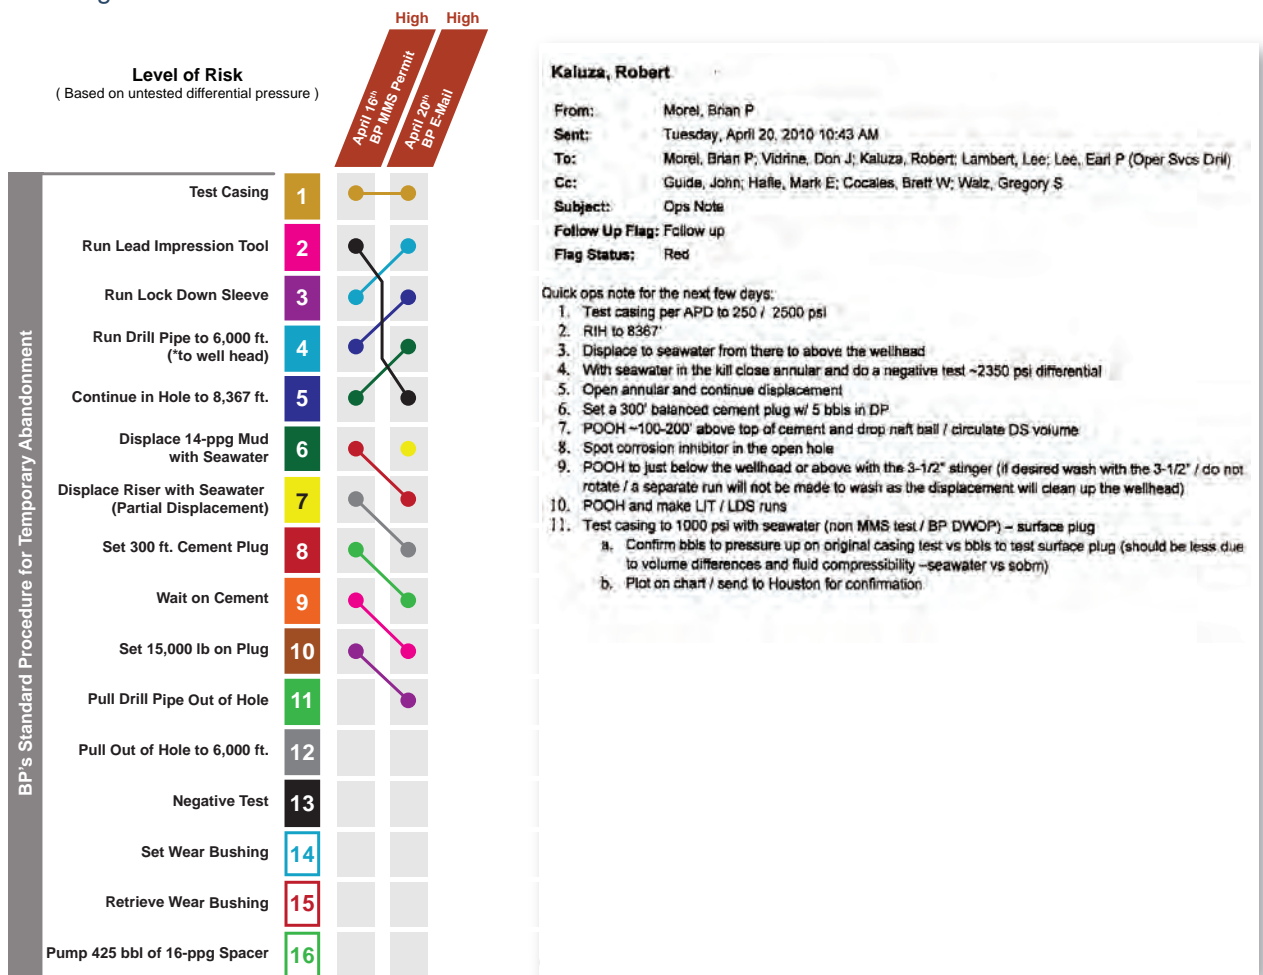 High High
Level of Risk
( Based on untested differential pressure )
April 16th
BP MMS Permit
April 20th
BP E-Mail
BP's Standard Procedure for Temporary Abandonment
Test Casing 1
Run Lead Impression Tool 2
Run Lock Down Sleeve 3
Run Drill Pipe to 6,000 ft.
(*to well head) 4
Continue in Hole to 8,367 ft. 5
Displace 14-ppg Mud
with Seawater 6
Displace Riser with Seawater
(Partial Displacement) 7
Set 300 ft. Cement Plug 8
Wait on Cement 9
Set 15,000 lb on Plug 10
Pull Drill Pipe Out of Hole 11
Pull Out of Hole to 6,000 ft. 12
Negative Test 13
Set Wear Bushing 14
Retrieve Wear Bushing 15
Pump 425 bbl of 16-ppg Spacer 16
Kaluza, Robert
From: Morel, Brian P
Sent: Tuesday, April 20, 2010 10:43 AM
To: Morel, Brian P; Vidrine, Don J; Kaluza, Robert; Lambert, Lee; Lee, Earl P (Oper Svcs Dril)
Cc: Guide, John; Hafle, Mark E; Cocales, Brett W; Walz, Gregory S
Subject: Ops Note
Follow Up Flag: Follow up
Flag Status: Red
Quick ops note for the next few days:
1. Test casing per APD to 250 / 2500 psi
2. RIH to 8367'
3. Displace to seawater from there to above the wellhead
4. With seawater in the kill close annular and do a negative test ~2350 psi differential
5. Open annular and continue displacement
6. Set a 300' balanced cement plug w/ 5 bbls in DP
7. POOH ~100-200' above top of cement and drop neft ball / circulate DS volume
8. Spot corrosion inhibitor in the open hole
9. POOH to just below the wellhead or above with the 3-1/2" stinger (if desired wash with the 3-1/2" / do not
rotate / a separate run will not be made to wash as the displacement will clean up the wellhead)
10. POOH and make LIT / LDS runs
11. Test casing to 1000 psi with seawater (non MMS test / BP DWOP) – surface plug
a. Confirm bbls to pressure up on original casing test vs bbls to test surface plug (should be less due
to volume differences and fluid compressibility –seawater vs sobm)
b. Plot on chart / send to Houston for confirmation